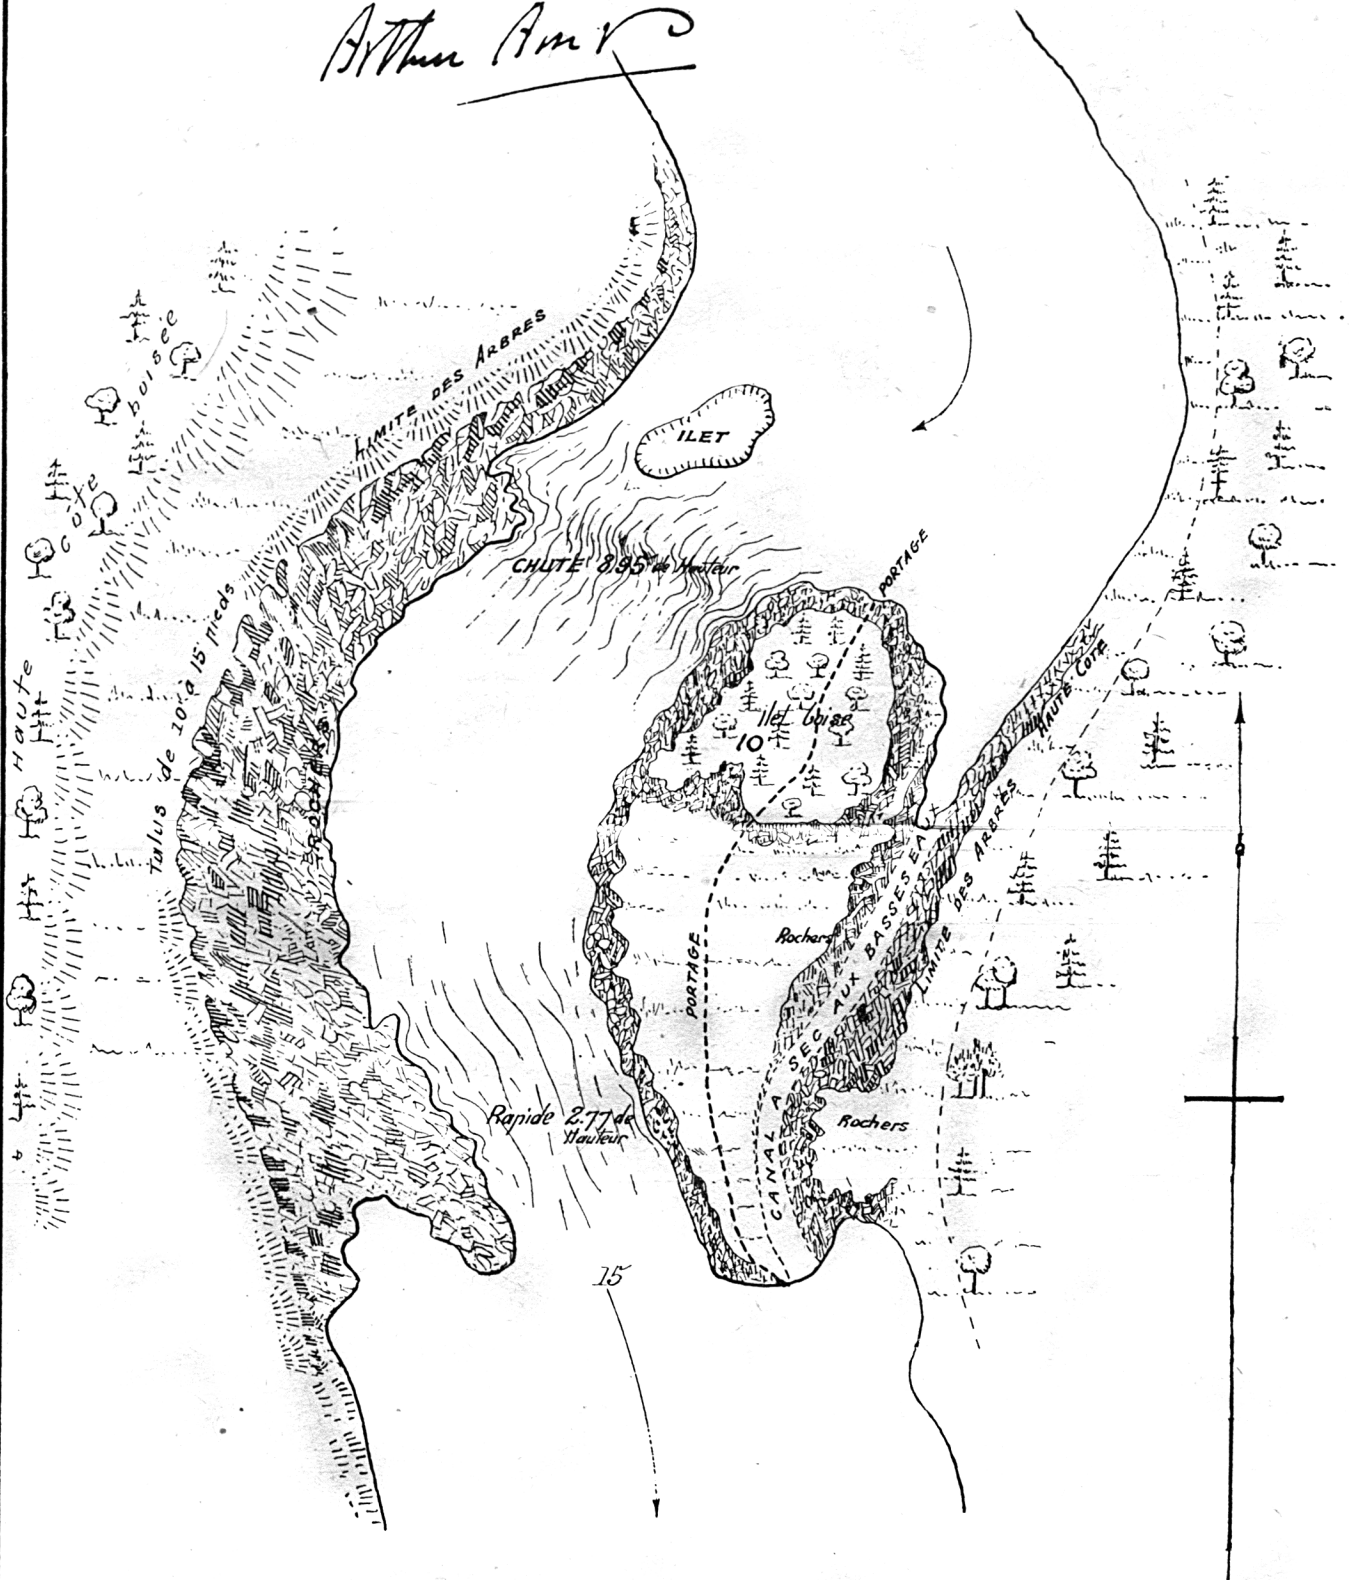 Arthur
LIMITE DES ARBRES
ILET
côte boisée
Haute
CHUTE 8.95 de Hauteur
PORTAGE
Talus de 10 à 15 pieds
HAUTE COTE
Ilet boisé
10
ROCHERS
LIMITE DES ARBRES
Rochers
PORTAGE
CANAL A SEC AUX BASSES EAUX
Rapide 2.77 de
Hauteur
Rochers
15